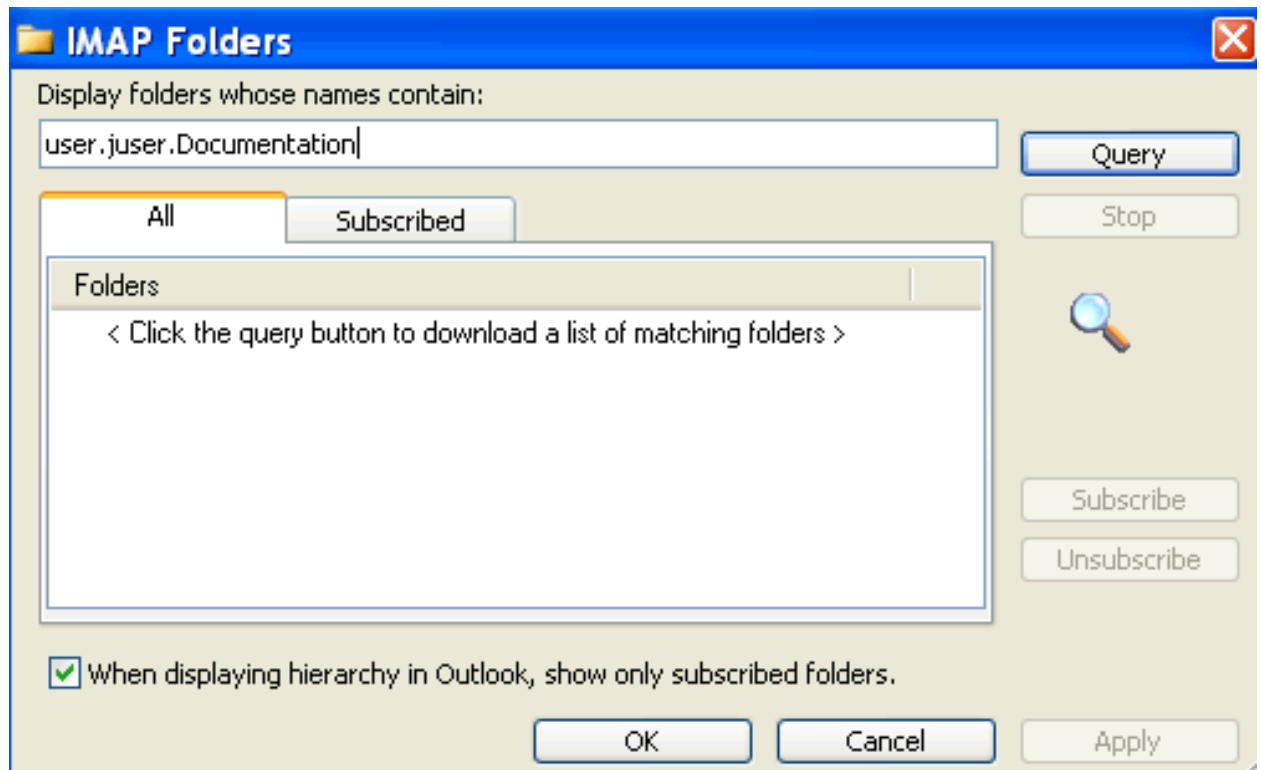 IMAP Folders
Display folders whose names contain:
user.juser.Documentation
Query
All
Subscribed
Stop
Folders
< Click the query button to download a list of matching folders >
Subscribe
Unsubscribe
When displaying hierarchy in Outlook, show only subscribed folders.
OK
Cancel
Apply